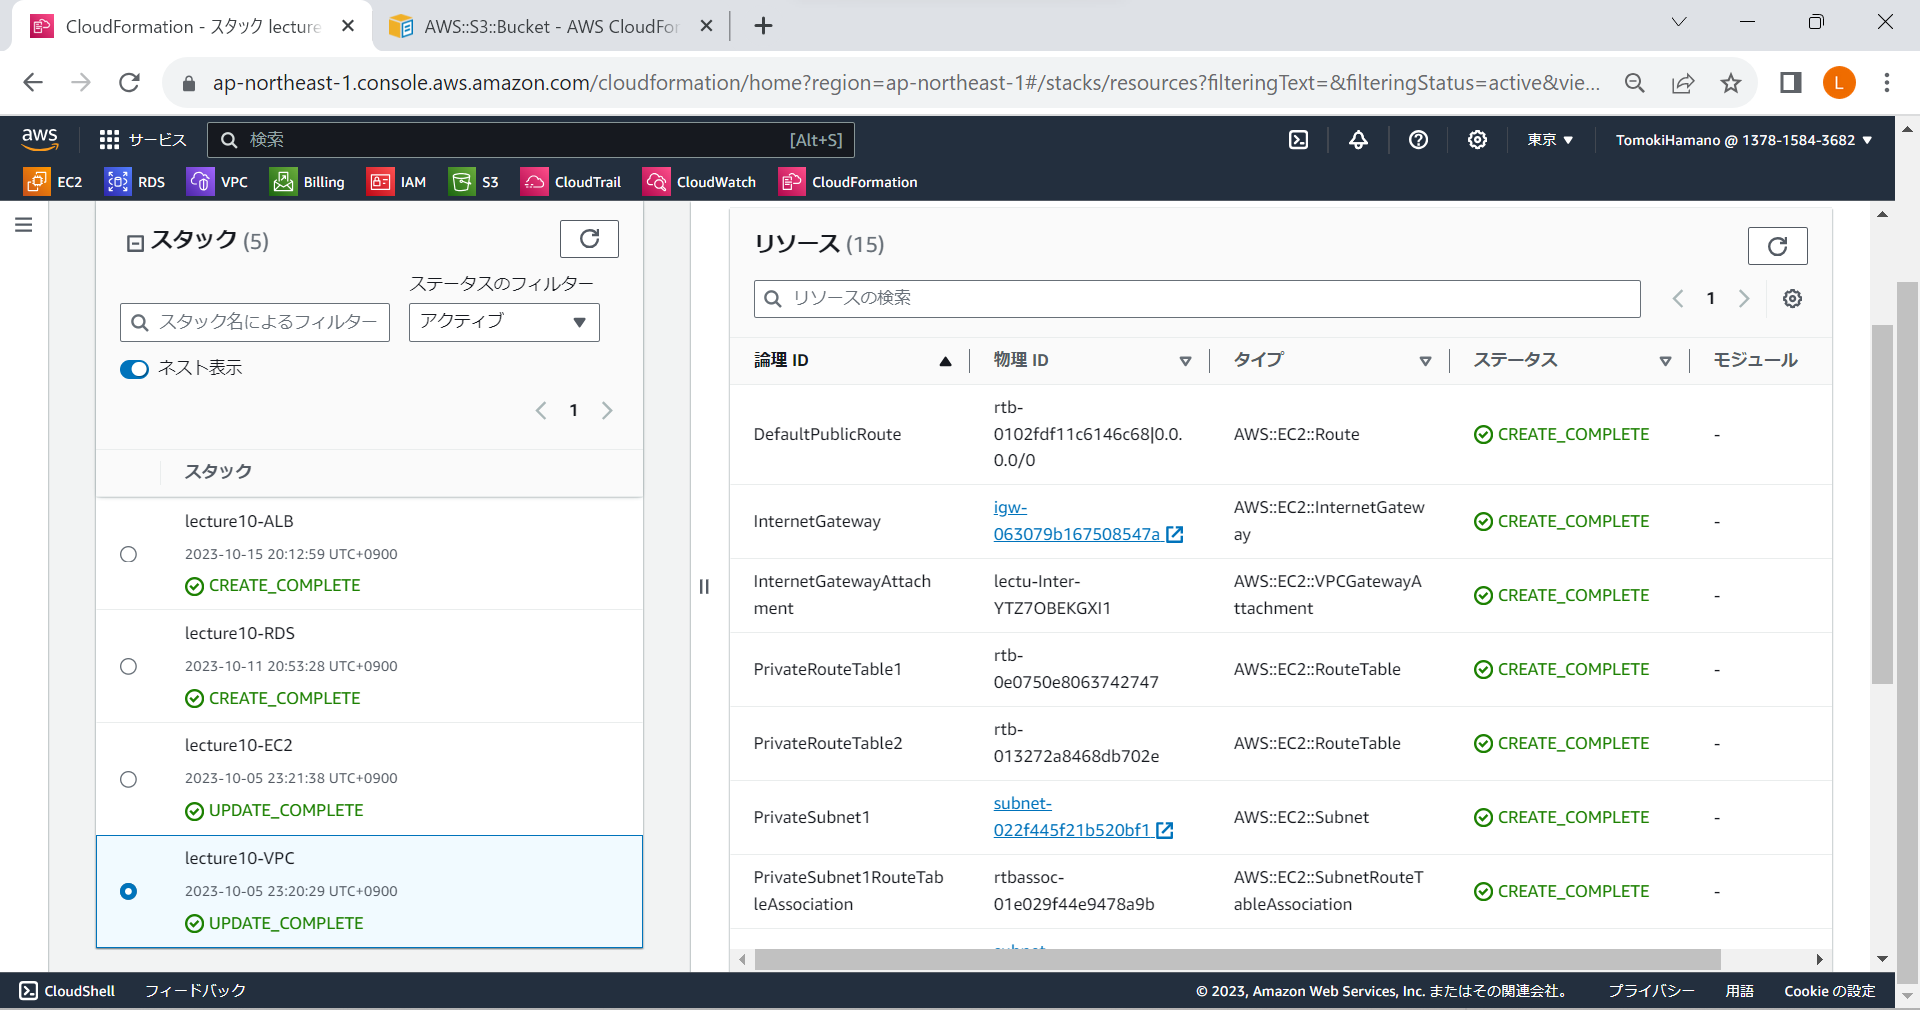 CloudFormation - スタック lecture
AWS::S3::Bucket - AWS CloudFor
ap-northeast-1.console.aws.amazon.com/cloudformation/home?region=ap-northeast-1#/stacks/resources?filteringText=&filteringStatus=active&vie...
L
aws
サービス
検索
[Alt+S]
東京
TomokiHamano @ 1378-1584-3682
EC2
RDS
VPC
Billing
IAM
S3
CloudTrail
CloudWatch
CloudFormation
スタック (5)
ステータスのフィルター
スタック名によるフィルター
アクティブ
ネスト表示
1
スタック
lecture10-ALB
2023-10-15 20:12:59 UTC+0900
CREATE_COMPLETE
lecture10-RDS
2023-10-11 20:53:28 UTC+0900
CREATE_COMPLETE
lecture10-EC2
2023-10-05 23:21:38 UTC+0900
UPDATE_COMPLETE
lecture10-VPC
2023-10-05 23:20:29 UTC+0900
UPDATE_COMPLETE
リソース (15)
リソースの検索
1
論理 ID
物理 ID
タイプ
ステータス
モジュール
DefaultPublicRoute
rtb-
0102fdf11c6146c68|0.0.
0.0/0
AWS::EC2::Route
CREATE_COMPLETE
-
InternetGateway
igw-
063079b167508547a
AWS::EC2::InternetGatew
ay
CREATE_COMPLETE
-
InternetGatewayAttach
ment
lectu-Inter-
YTZ7OBEKGXI1
AWS::EC2::VPCGatewayA
ttachment
CREATE_COMPLETE
-
PrivateRouteTable1
rtb-
0e0750e8063742747
AWS::EC2::RouteTable
CREATE_COMPLETE
-
PrivateRouteTable2
rtb-
013272a8468db702e
AWS::EC2::RouteTable
CREATE_COMPLETE
-
PrivateSubnet1
subnet-
022f445f21b520bf1
AWS::EC2::Subnet
CREATE_COMPLETE
-
PrivateSubnet1RouteTab
leAssociation
rtbassoc-
01e029f44e9478a9b
AWS::EC2::SubnetRouteT
ableAssociation
CREATE_COMPLETE
-
subnet-
CloudShell
フィードバック
© 2023, Amazon Web Services, Inc. またはその関連会社。
プライバシー
用語
Cookie の設定